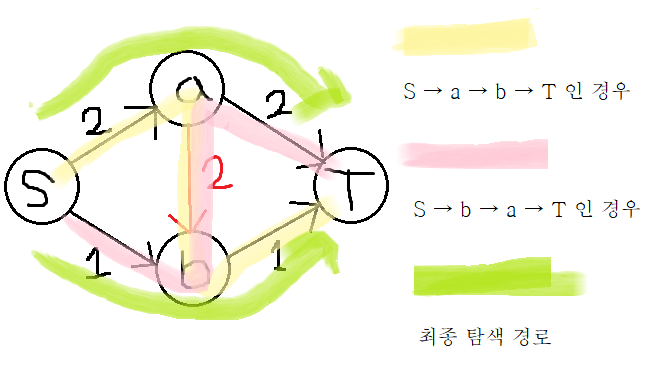 a
2
2
S → a → b → T 인 경우
S
2
T
S → b → a → T 인 경우
1
b
1
최종 탐색 경로